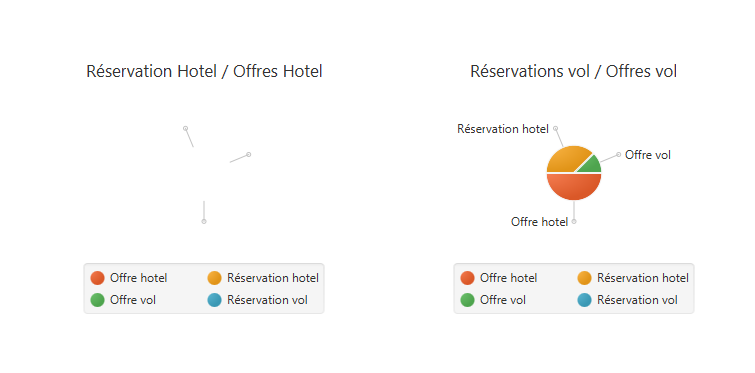 Réservation Hotel / Offres Hotel
Offre hotel
Réservation hotel
Offre vol
Réservation vol
Réservations vol / Offres vol
Réservation hotel
Offre vol
Offre hotel
Offre hotel
Réservation hotel
Offre vol
Réservation vol